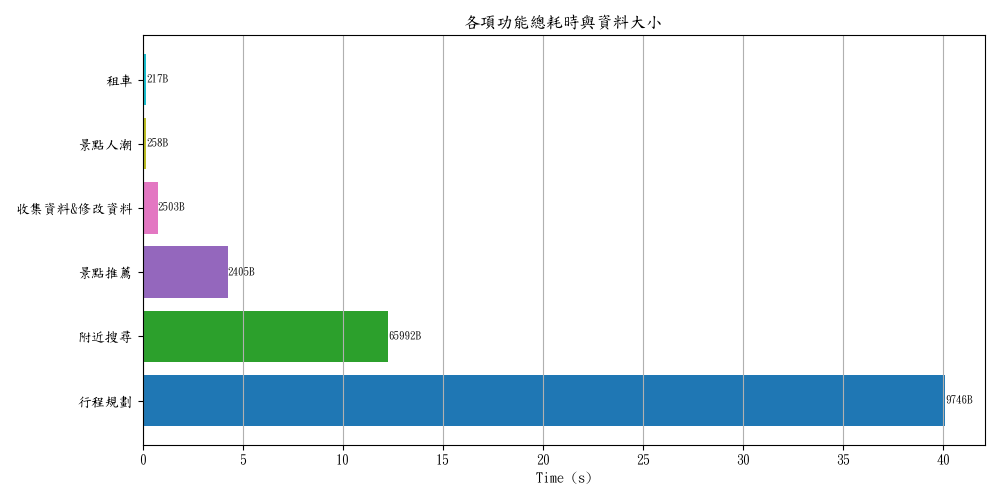 各項功能總耗時與資料大小
租車
217B
景點人潮
258B
收集資料&修改資料
2503B
景點推薦
2405B
附近搜尋
65992B
行程規劃
9746B
0 5 10 15 20 25 30 35 40
Time (s)